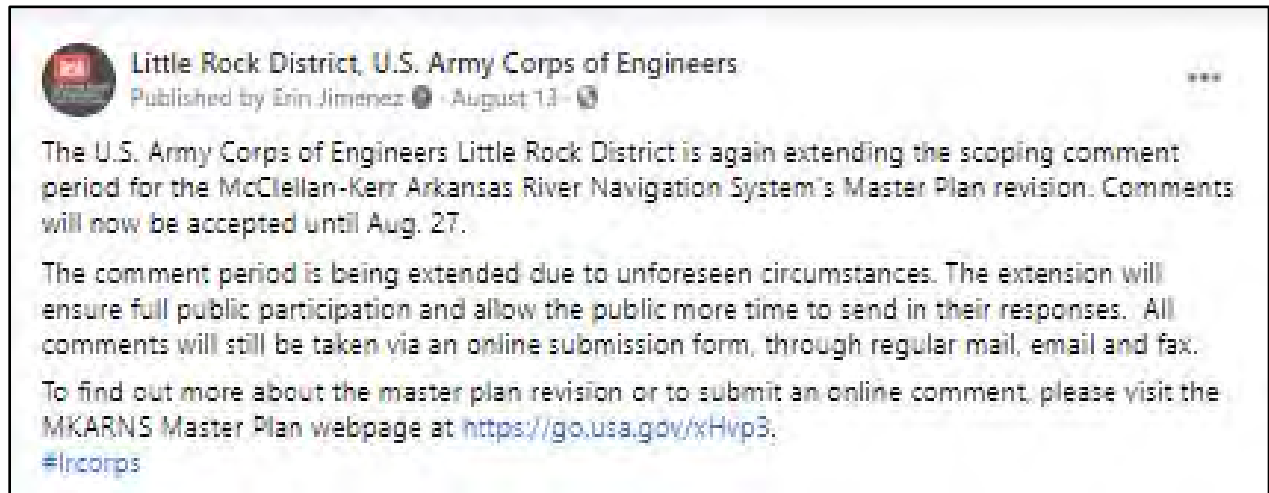 Little Rock District, U.S. Army Corps of Engineers
Published by Erin Jimenez · August 13 ·
The U.S. Army Corps of Engineers Little Rock District is again extending the scoping comment
period for the McClellan-Kerr Arkansas River Navigation System's Master Plan revision. Comments
will now be accepted until Aug. 27.
The comment period is being extended due to unforeseen circumstances. The extension will
ensure full public participation and allow the public more time to send in their responses. All
comments will still be taken via an online submission form, through regular mail, email and fax.
To find out more about the master plan revision or to submit an online comment, please visit the
MKARNS Master Plan webpage at https://go.usa.gov/xHvp3.
#lrcorps